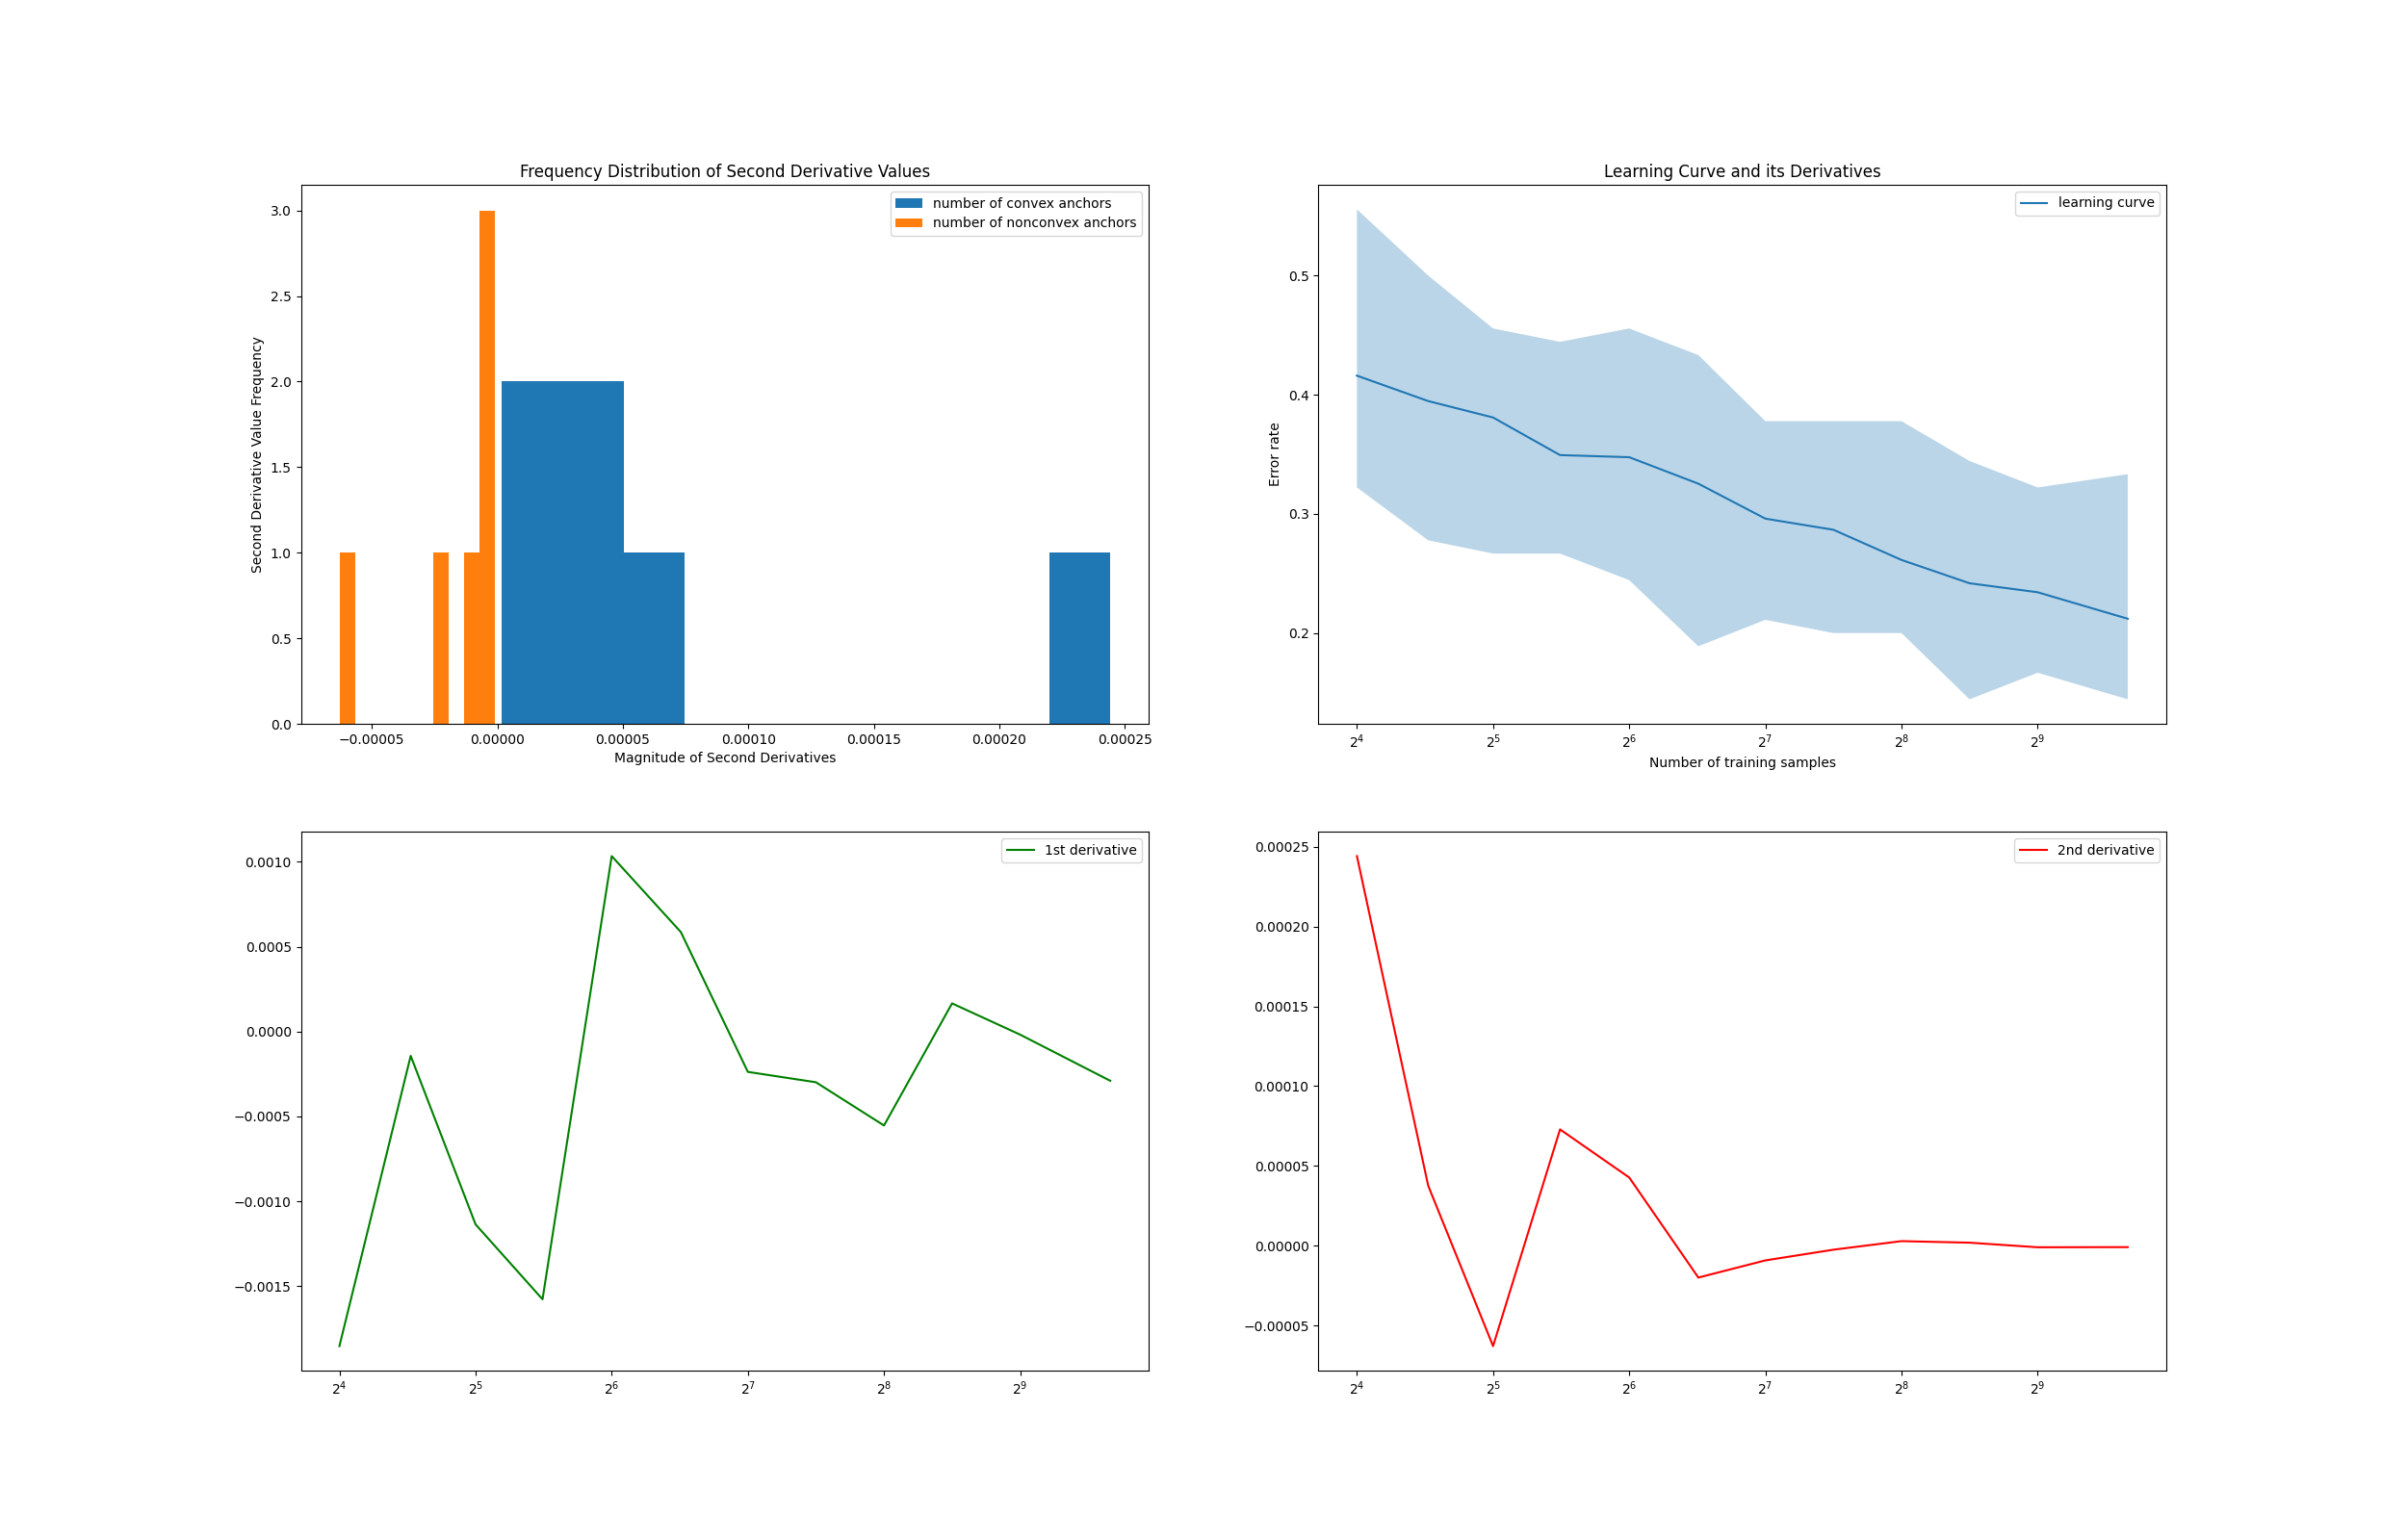 Frequency Distribution of Second Derivative Values
number of convex anchors
number of nonconvex anchors
3.0
2.5
2.0
1.5
1.0
0.5
0.0
Second Derivative Value Frequency
−0.00005 0.00000 0.00005 0.00010 0.00015 0.00020 0.00025
Magnitude of Second Derivatives
Learning Curve and its Derivatives
learning curve
0.5
0.4
0.3
0.2
Error rate
2⁴ 2⁵ 2⁶ 2⁷ 2⁸ 2⁹
Number of training samples
1st derivative
0.0010
0.0005
0.0000
−0.0005
−0.0010
−0.0015
2⁴ 2⁵ 2⁶ 2⁷ 2⁸ 2⁹
2nd derivative
0.00025
0.00020
0.00015
0.00010
0.00005
0.00000
−0.00005
2⁴ 2⁵ 2⁶ 2⁷ 2⁸ 2⁹